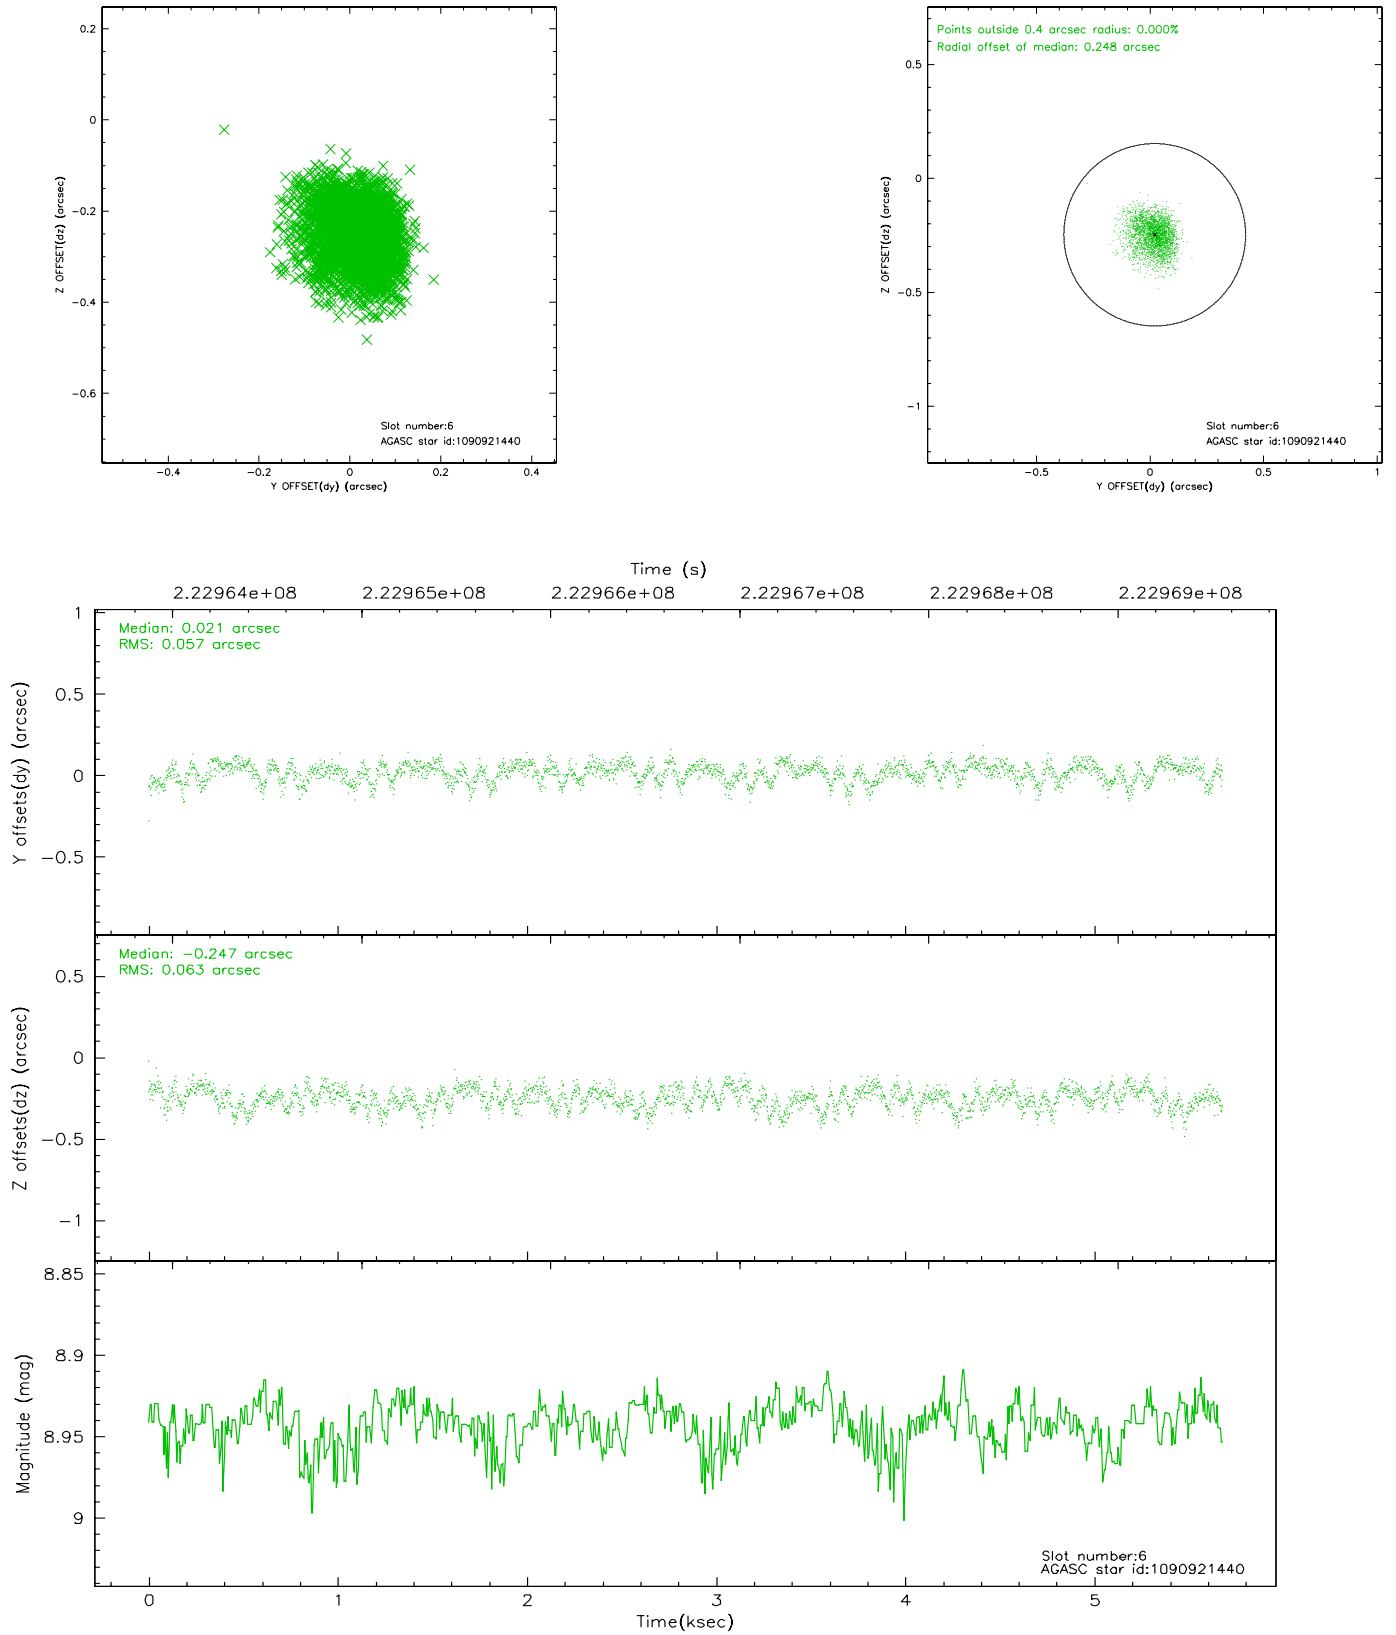 0.2
0
−0.2
−0.4
−0.6
Z OFFSET(dz) (arcsec)
Slot number:6
AGASC star id:1090921440
−0.4 −0.2 0 0.2 0.4
Y OFFSET(dy) (arcsec)
Points outside 0.4 arcsec radius: 0.000%
Radial offset of median: 0.248 arcsec
0.5
0
−0.5
−1
Z OFFSET(dz) (arcsec)
Slot number:6
AGASC star id:1090921440
−0.5 0 0.5 1
Y OFFSET(dy) (arcsec)
Time (s)
2.22964e+08 2.22965e+08 2.22966e+08 2.22967e+08 2.22968e+08 2.22969e+08
Median: 0.021 arcsec
RMS: 0.057 arcsec
1
0.5
0
−0.5
Y offsets(dy) (arcsec)
Median: −0.247 arcsec
RMS: 0.063 arcsec
0.5
0
−0.5
−1
Z offsets(dz) (arcsec)
8.85
8.9
8.95
9
Magnitude (mag)
Slot number:6
AGASC star id:1090921440
0 1 2 3 4 5
Time(ksec)